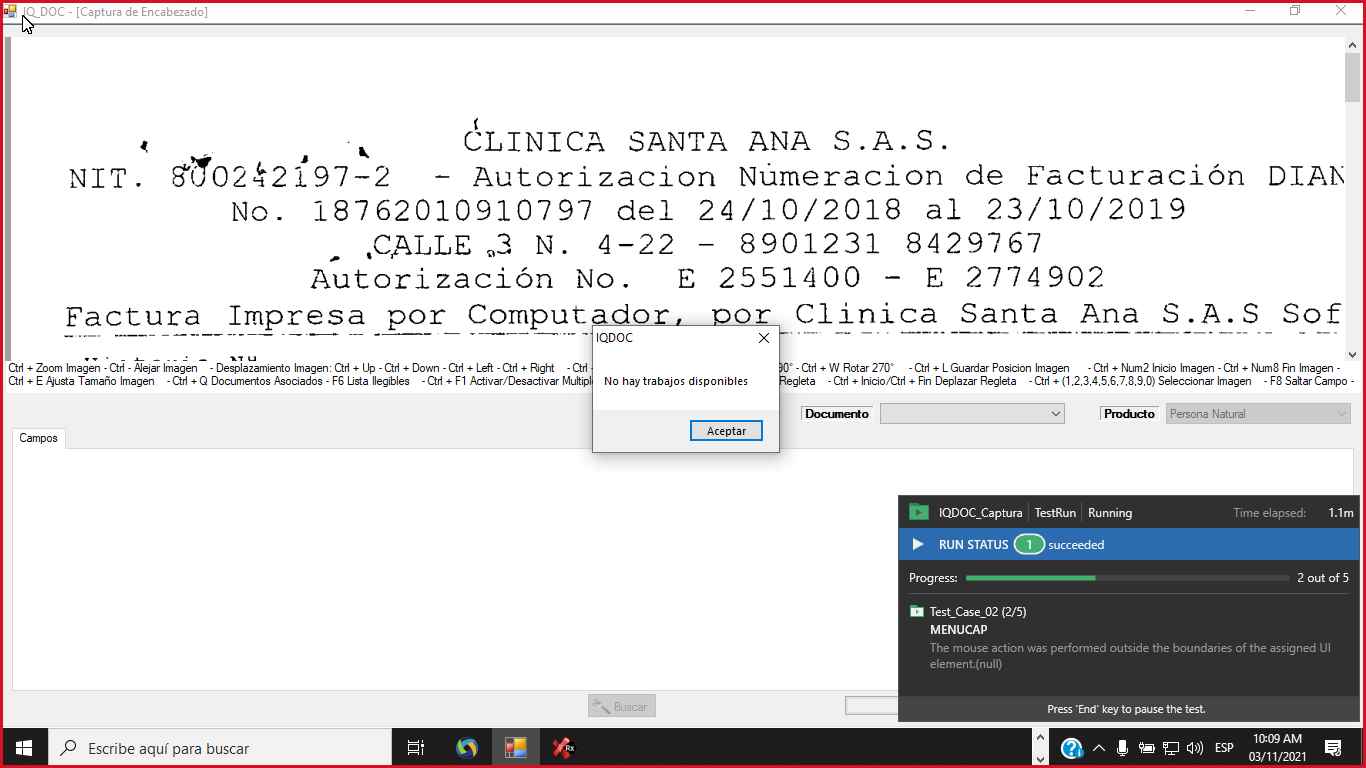 IQ_DOC - [Captura de Encabezado]
CLINICA SANTA ANA S.A.S.
NIT. 800242197-2 - Autorizacion Numeracion de Facturación DIAN
No. 18762010910797 del 24/10/2018 al 23/10/2019
CALLE 3 N. 4-22 - 8901231 8429767
Autorización No. E 2551400 - E 2774902
Factura Impresa por Computador, por Clinica Santa Ana S.A.S Sof
IQDOC
No hay trabajos disponibles
Aceptar
Ctrl + Zoom Imagen - Ctrl - Alejar Imagen - Desplazamiento Imagen: Ctrl + Up - Ctrl + Down - Ctrl + Left - Ctrl + Right - Ctrl 90° - Ctrl + W Rotar 270° - Ctrl + L Guardar Posicion Imagen - Ctrl + Num2 Inicio Imagen - Ctrl + Num8 Fin Imagen -
Ctrl + E Ajusta Tamaño Imagen - Ctrl + Q Documentos Asociados - F6 Lista Ilegibles - Ctrl + F1 Activar/Desactivar Regleta - Ctrl + Inicio/Ctrl + Fin Deplazar Regleta - Ctrl + (1,2,3,4,5,6,7,8,9,0) Seleccionar Imagen - F8 Saltar Campo -
Documento Producto Persona Natural
Campos
Buscar
IQDOC_Captura TestRun Running Time elapsed: 1.1m
RUN STATUS 1 succeeded
Progress: 2 out of 5
Test_Case_02 (2/5)
MENUCAP
The mouse action was performed outside the boundaries of the assigned UI
element.(null)
Press 'End' key to pause the test.
Escribe aquí para buscar
Rx
ESP
10:09 AM
03/11/2021